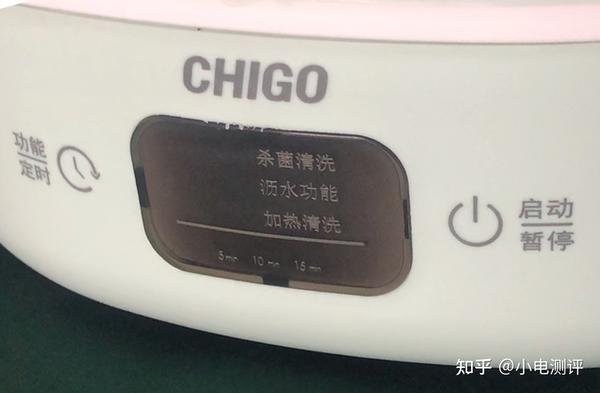 CHIGO
功能
定时
杀菌清洗
沥水功能
加热清洗
5min 10min 15min
启动
暂停
知乎 @小电测评